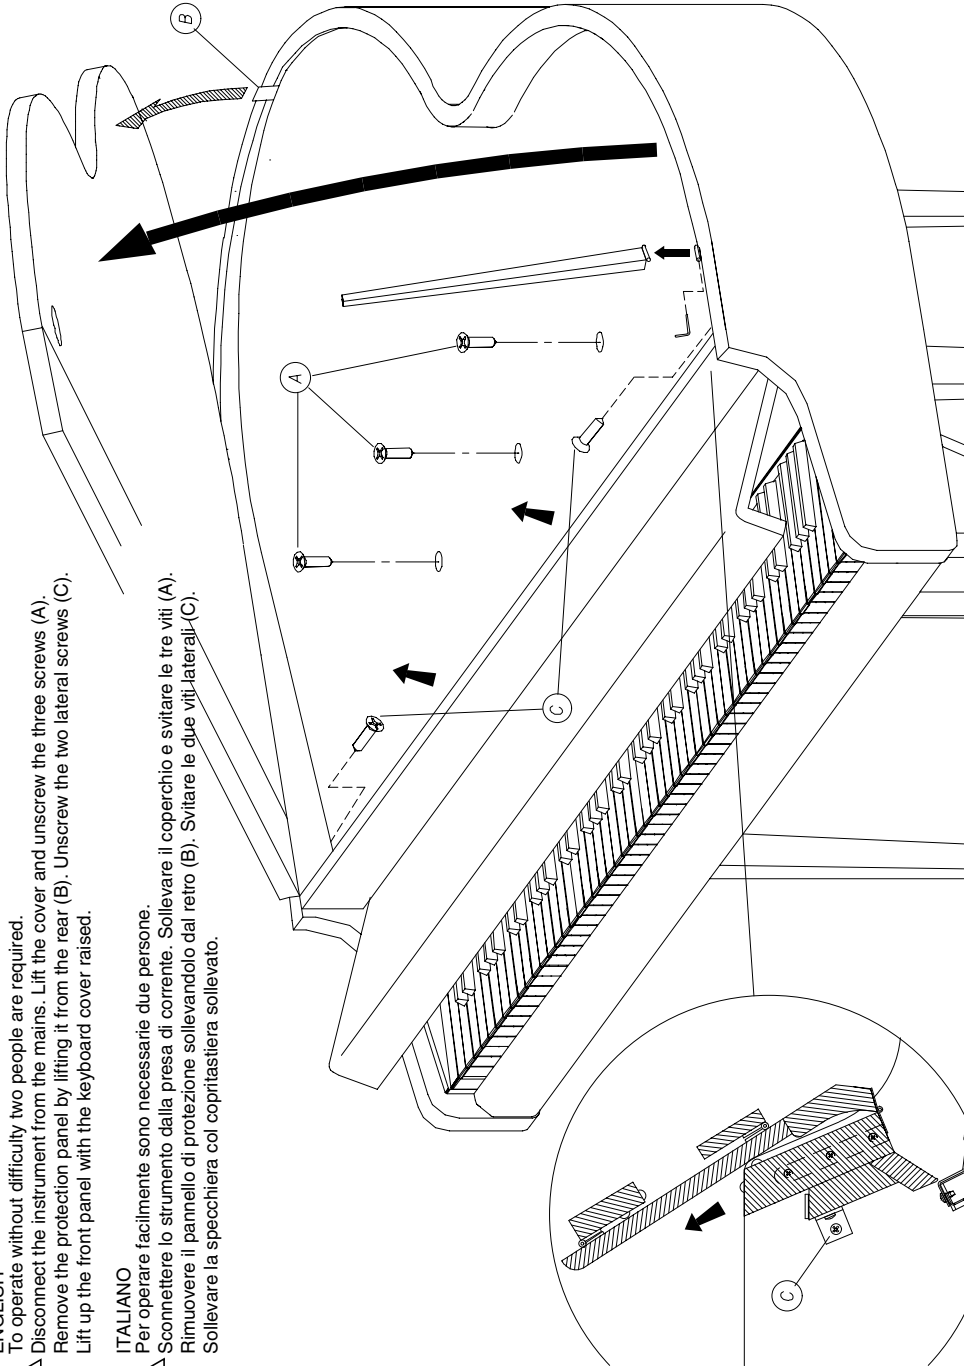 ENGLISH
To operate without difficulty two people are required.
Disconnect the instrument from the mains. Lift the cover and unscrew the three screws (A).
Remove the protection panel by lifting it from the rear (B). Unscrew the two lateral screws (C).
Lift up the front panel with the keyboard cover raised.
ITALIANO
Per operare facilmente sono necessarie due persone.
Sconnettere lo strumento dalla presa di corrente. Sollevare il coperchio e svitare le tre viti (A).
Rimuovere il pannello di protezione sollevandolo dal retro (B). Svitare le due viti laterali (C).
Sollevare la specchiera col copritastiera sollevato.
B
A
C
C